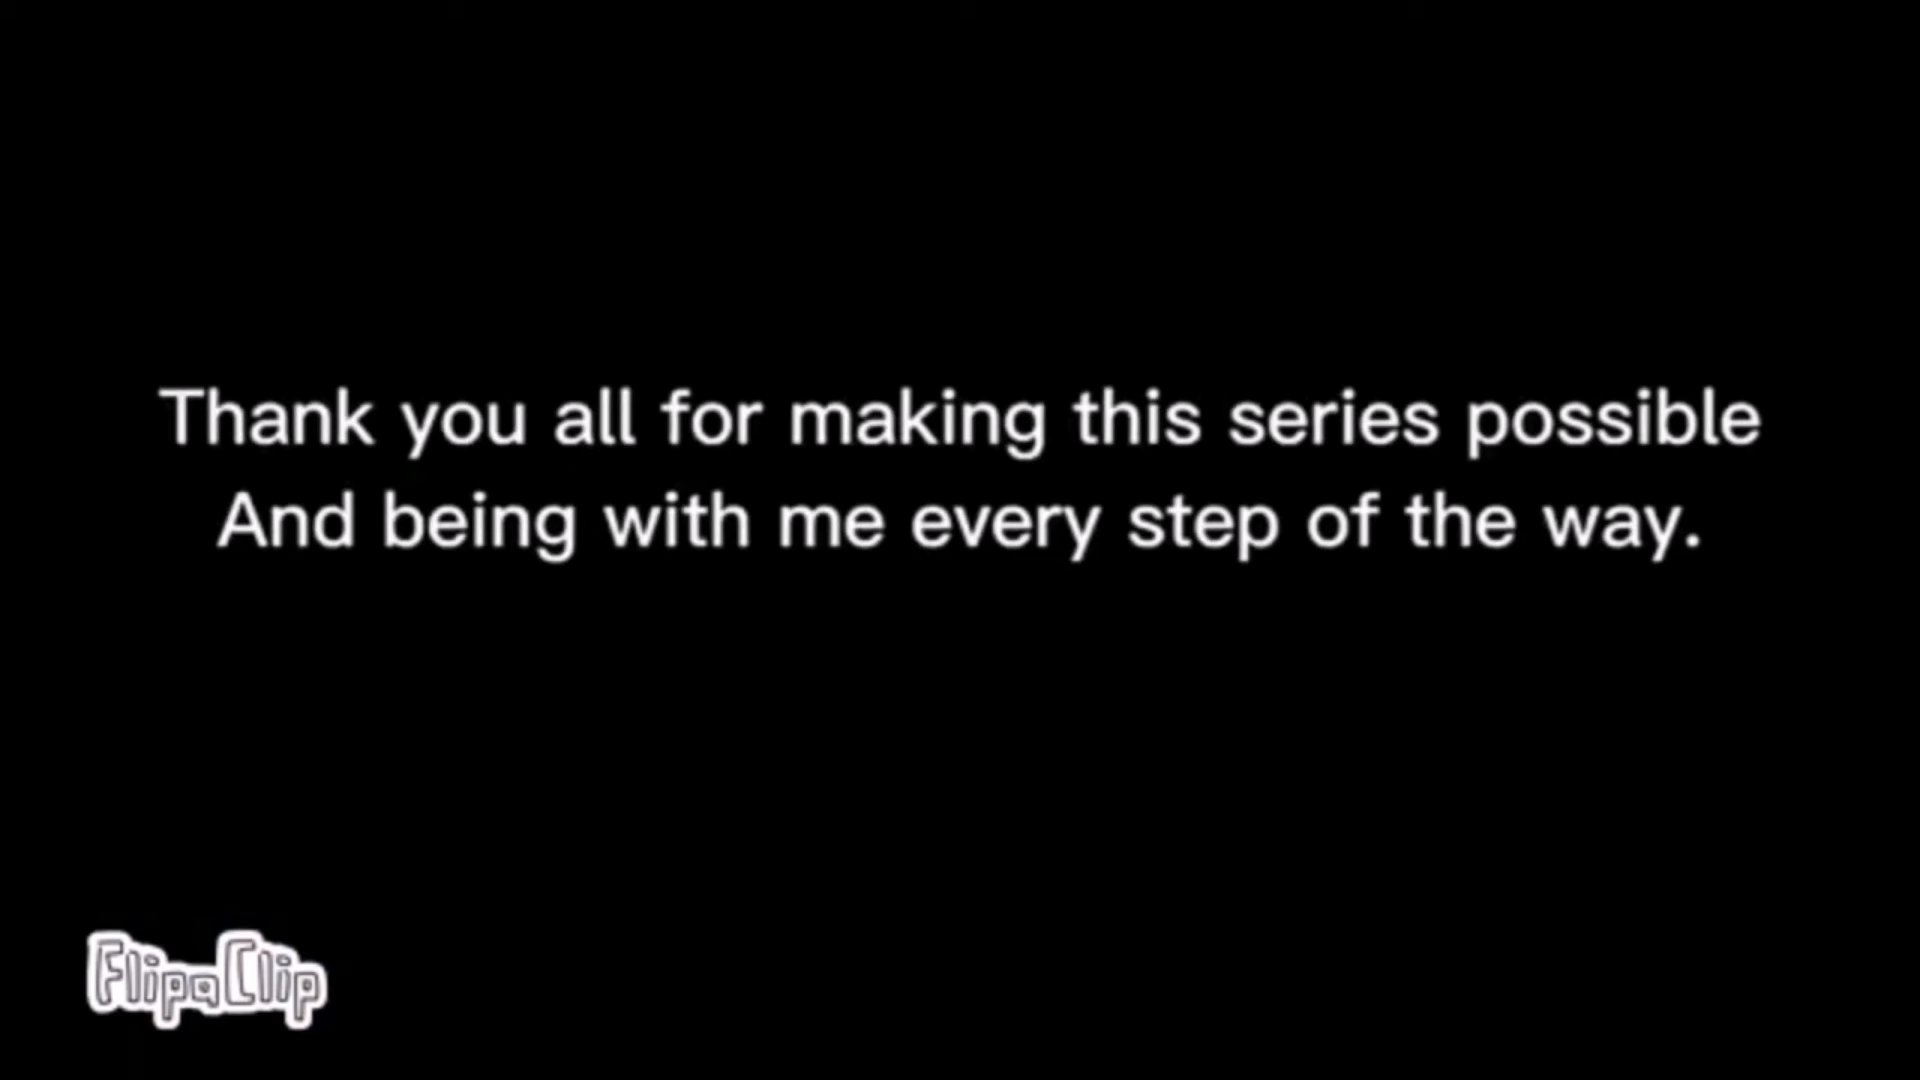 Thank you all for making this series possible
And being with me every step of the way.
FlipaClip